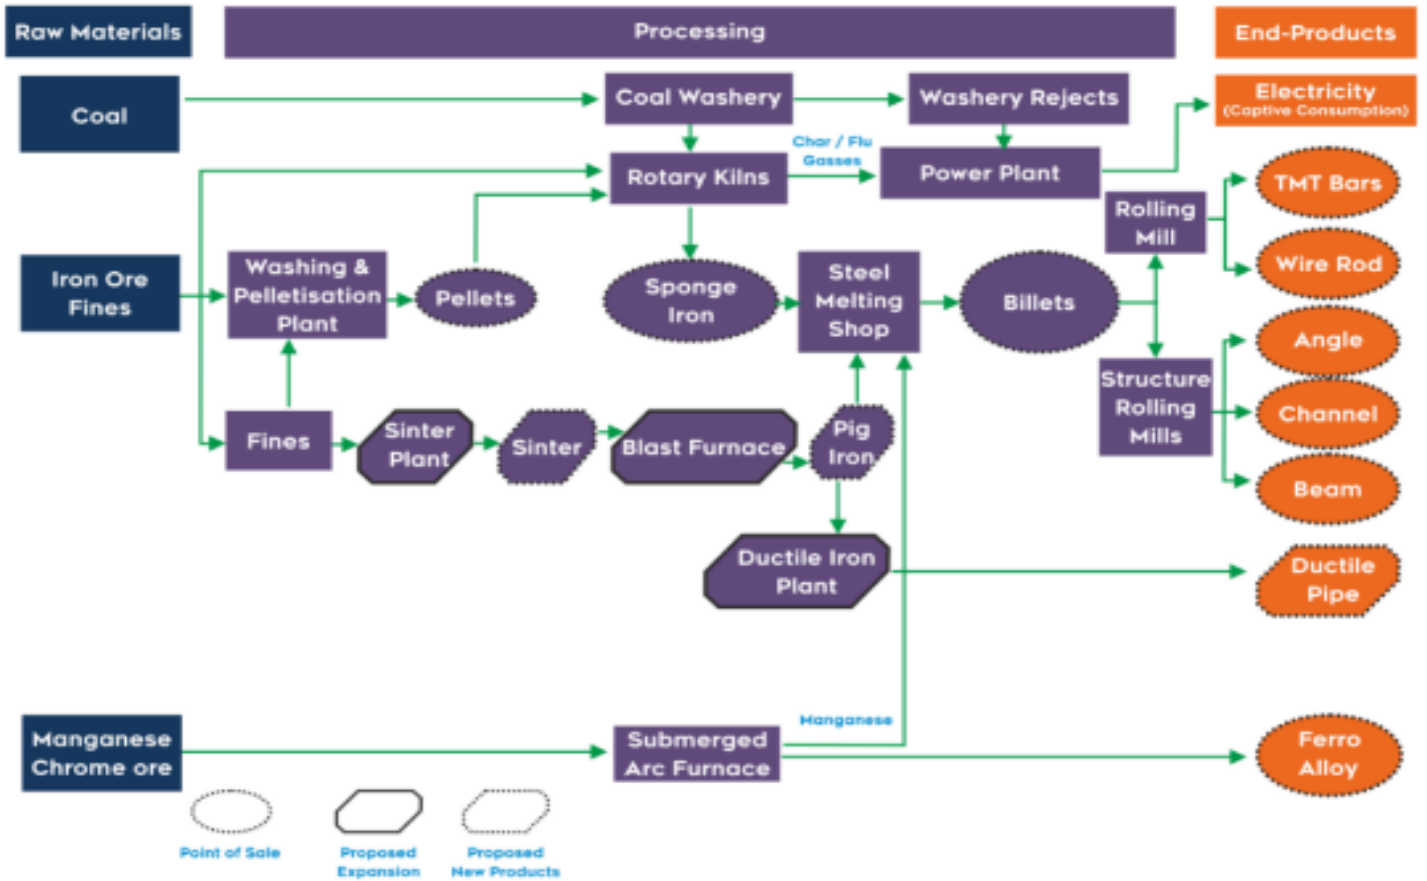 Raw Materials
Processing
End-Products
Coal
Coal Washery
Washery Rejects
Electricity
(Captive Consumption)
Char / Flu
Gasses
Rotary Kilns
Power Plant
TMT Bars
Rolling
Mill
Wire Rod
Iron Ore
Fines
Washing &
Pelletisation
Plant
Pellets
Sponge
Iron
Steel
Melting
Shop
Billets
Angle
Structure
Rolling
Mills
Channel
Beam
Fines
Sinter
Plant
Sinter
Blast Furnace
Pig
Iron
Ductile Iron
Plant
Ductile
Pipe
Manganese
Chrome ore
Submerged
Arc Furnace
Manganese
Ferro
Alloy
Point of Sale
Proposed
Expansion
Proposed
New Products